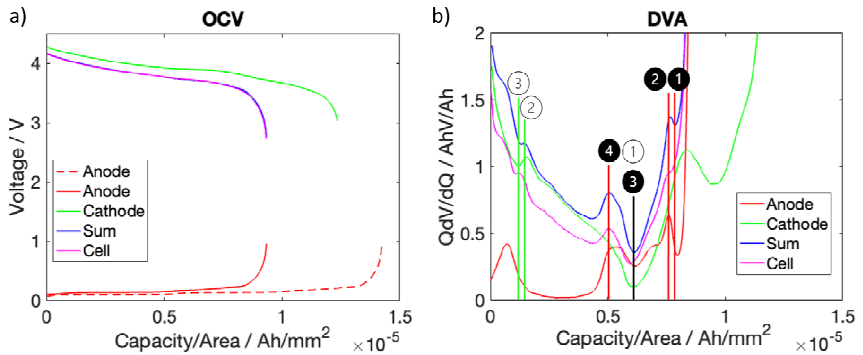 a)
OCV
Voltage / V
4
3
2
1
0
Anode
Anode
Cathode
Sum
Cell
0
0.5
1
1.5
Capacity/Area / Ah/mm²
×10⁻⁵
b)
DVA
QdV/dQ / AhV/Ah
2
1.5
1
0.5
0
3
2
4
1
3
2
1
Anode
Cathode
Sum
Cell
0
0.5
1
1.5
Capacity/Area / Ah/mm²
×10⁻⁵